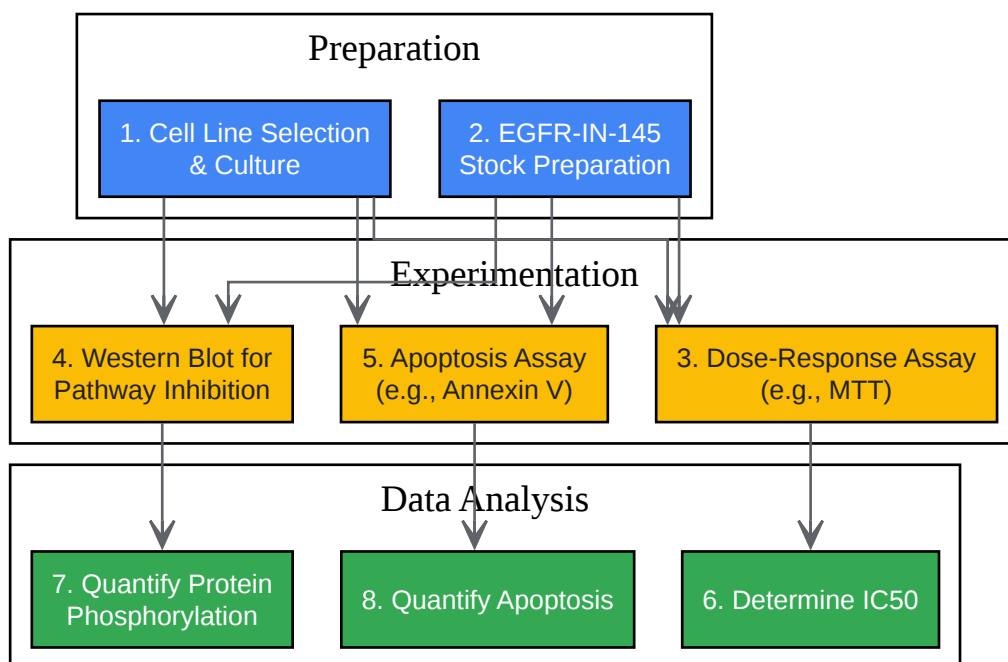 Preparation
1. Cell Line Selection
& Culture
2. EGFR-IN-145
Stock Preparation
Experimentation
4. Western Blot for
Pathway Inhibition
5. Apoptosis Assay
(e.g., Annexin V)
3. Dose-Response Assay
(e.g., MTT)
Data Analysis
7. Quantify Protein
Phosphorylation
8. Quantify Apoptosis
6. Determine IC50